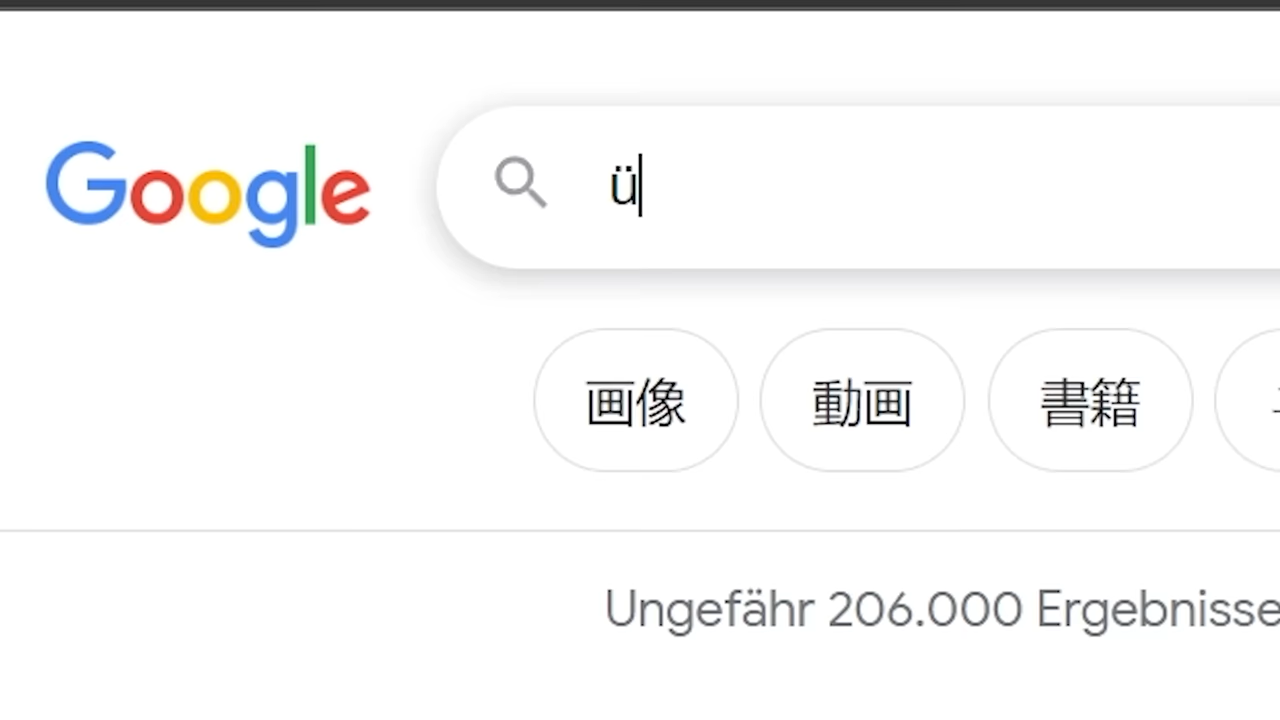 Google
ü
画像 動画 書籍
Ungefähr 206.000 Ergebnisse